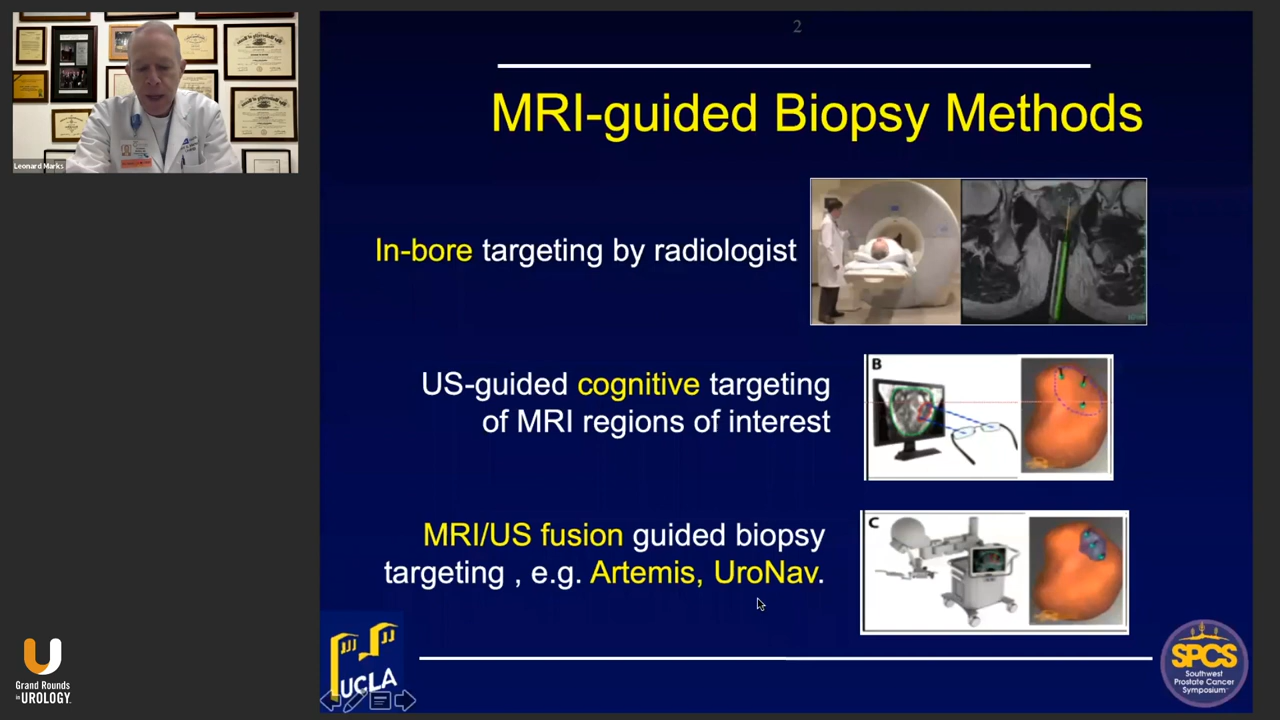 2
MRI-guided Biopsy Methods
In-bore targeting by radiologist
US-guided cognitive targeting
of MRI regions of interest
B
MRI/US fusion guided biopsy
targeting , e.g. Artemis, UroNav.
C
Leonard Marks
UCLA
Grand Rounds
in UROLOGY
SPCS
Southwest
Prostate Cancer
Symposium